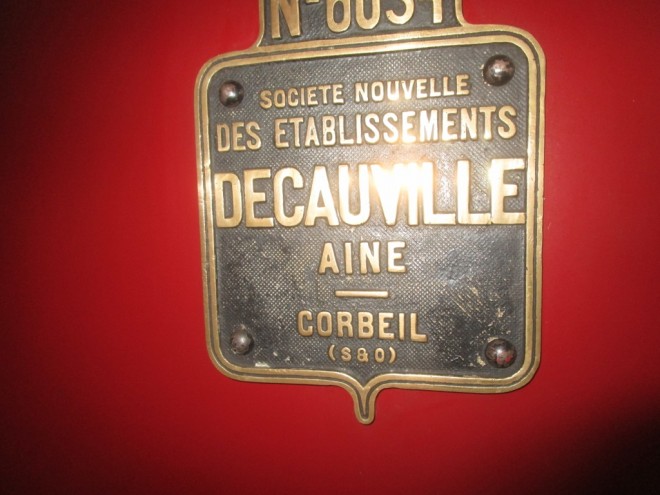 SOCIETE NOUVELLE
DES ETABLISSEMENTS
DECAUVILLE
AINE
CORBEIL
(S&O)